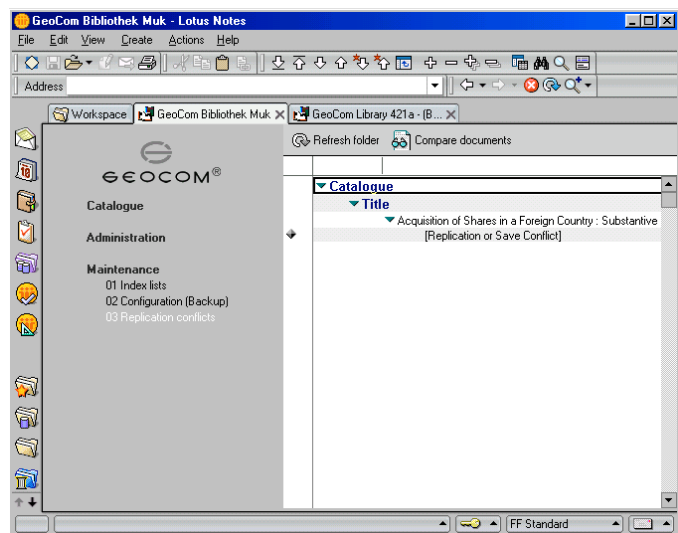 GeoCom Bibliothek Muk - Lotus Notes
File Edit View Create Actions Help
Address
Workspace GeoCom Bibliothek Muk GeoCom Library 421a - (B...
Refresh folder Compare documents
GEOCOM®
Catalogue
Administration
Maintenance
01 Index lists
02 Configuration (Backup)
03 Replication conflicts
Catalogue
Title
Acquisition of Shares in a Foreign Country : Substantive
[Replication or Save Conflict]
FF Standard